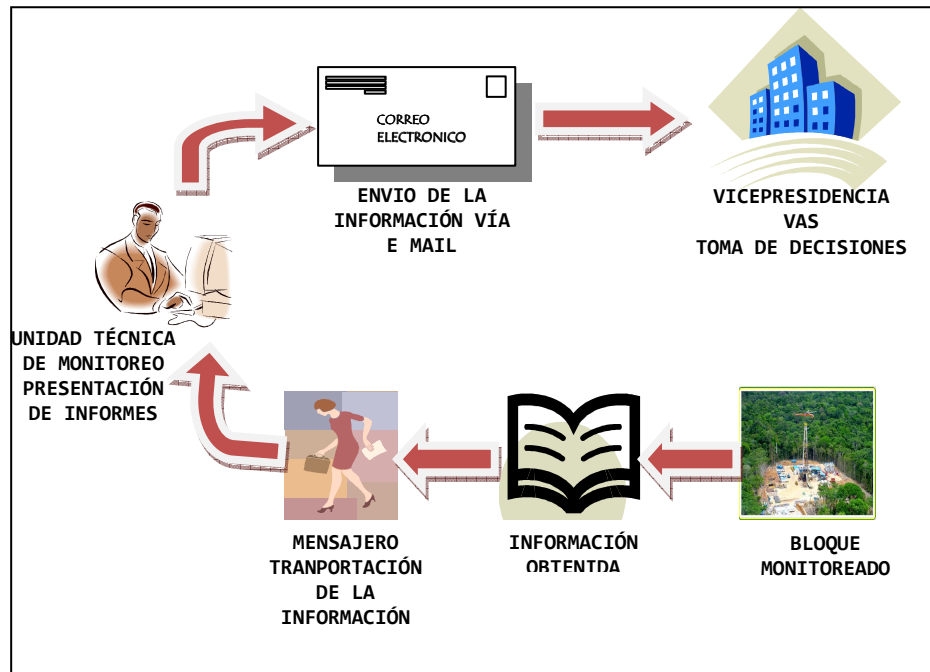 CORREO
ELECTRONICO
ENVIO DE LA
INFORMACIÓN VÍA
E MAIL
VICEPRESIDENCIA
VAS
TOMA DE DECISIONES
UNIDAD TÉCNICA
DE MONITOREO
PRESENTACIÓN
DE INFORMES
MENSAJERO
TRANPORTACIÓN
DE LA
INFORMACIÓN
INFORMACIÓN
OBTENIDA
BLOQUE
MONITOREADO